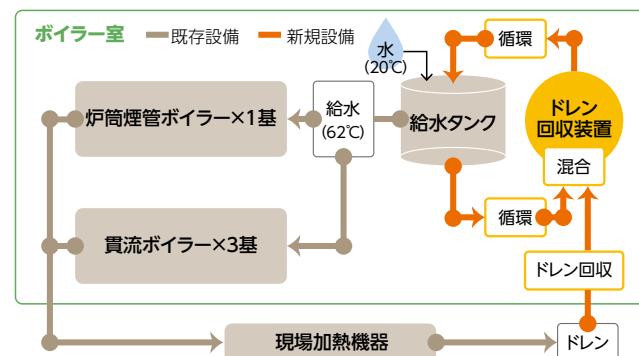 ボイラー室 既存設備 新規設備
水
(20℃)
循環
炉筒煙管ボイラー×1基
給水
(62℃)
給水タンク
ドレン
回収装置
混合
循環
貫流ボイラー×3基
ドレン回収
現場加熱機器
ドレン